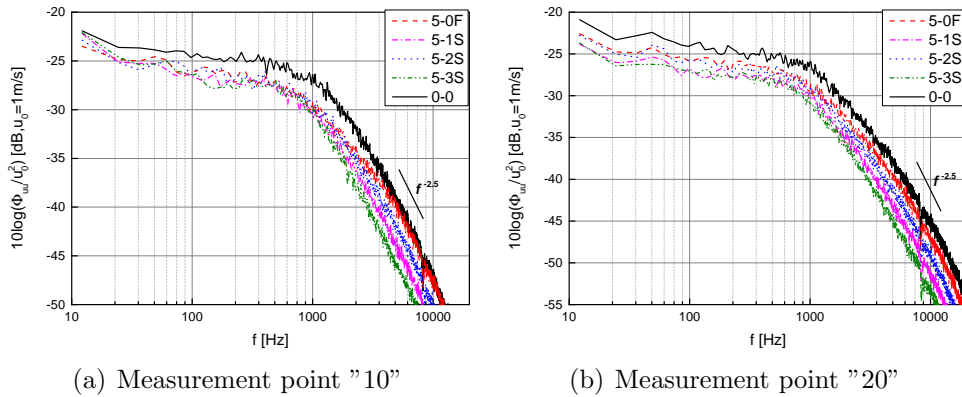 -20
-25
-30
-35
-40
-45
-50
10
100
1000
10000
10log(Φuu/u₀²) [dB,u₀=1m/s]
f [Hz]
5-0F
5-1S
5-2S
5-3S
0-0
f -2.5
(a) Measurement point "10"
-20
-25
-30
-35
-40
-45
-50
-55
10
100
1000
10000
10log(Φuu/u₀²) [dB,u₀=1m/s]
f [Hz]
5-0F
5-1S
5-2S
5-3S
0-0
f -2.5
(b) Measurement point "20"